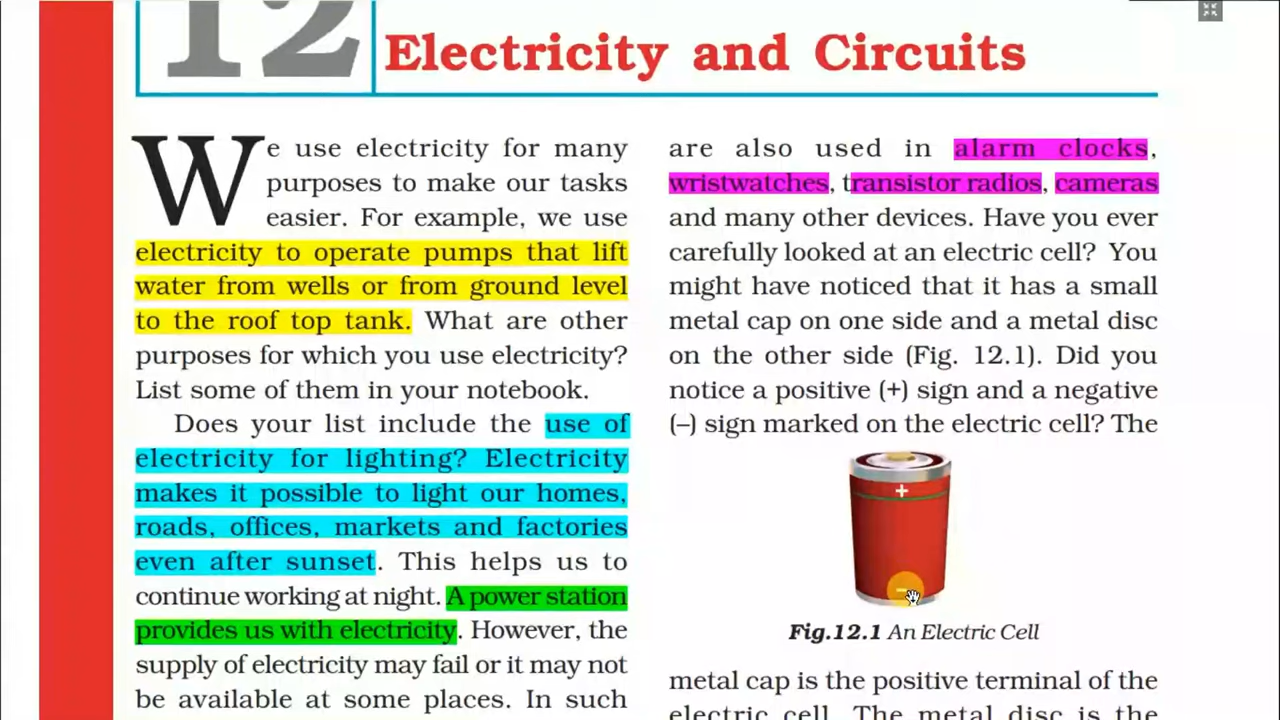 12
Electricity and Circuits
We use electricity for many
purposes to make our tasks
easier. For example, we use
electricity to operate pumps that lift
water from wells or from ground level
to the roof top tank. What are other
purposes for which you use electricity?
List some of them in your notebook.
Does your list include the use of
electricity for lighting? Electricity
makes it possible to light our homes,
roads, offices, markets and factories
even after sunset. This helps us to
continue working at night. A power station
provides us with electricity. However, the
supply of electricity may fail or it may not
be available at some places. In such
are also used in alarm clocks,
wristwatches, transistor radios, cameras
and many other devices. Have you ever
carefully looked at an electric cell? You
might have noticed that it has a small
metal cap on one side and a metal disc
on the other side (Fig. 12.1). Did you
notice a positive (+) sign and a negative
(–) sign marked on the electric cell? The
+
–
Fig.12.1 An Electric Cell
metal cap is the positive terminal of the
electric cell. The metal disc is the